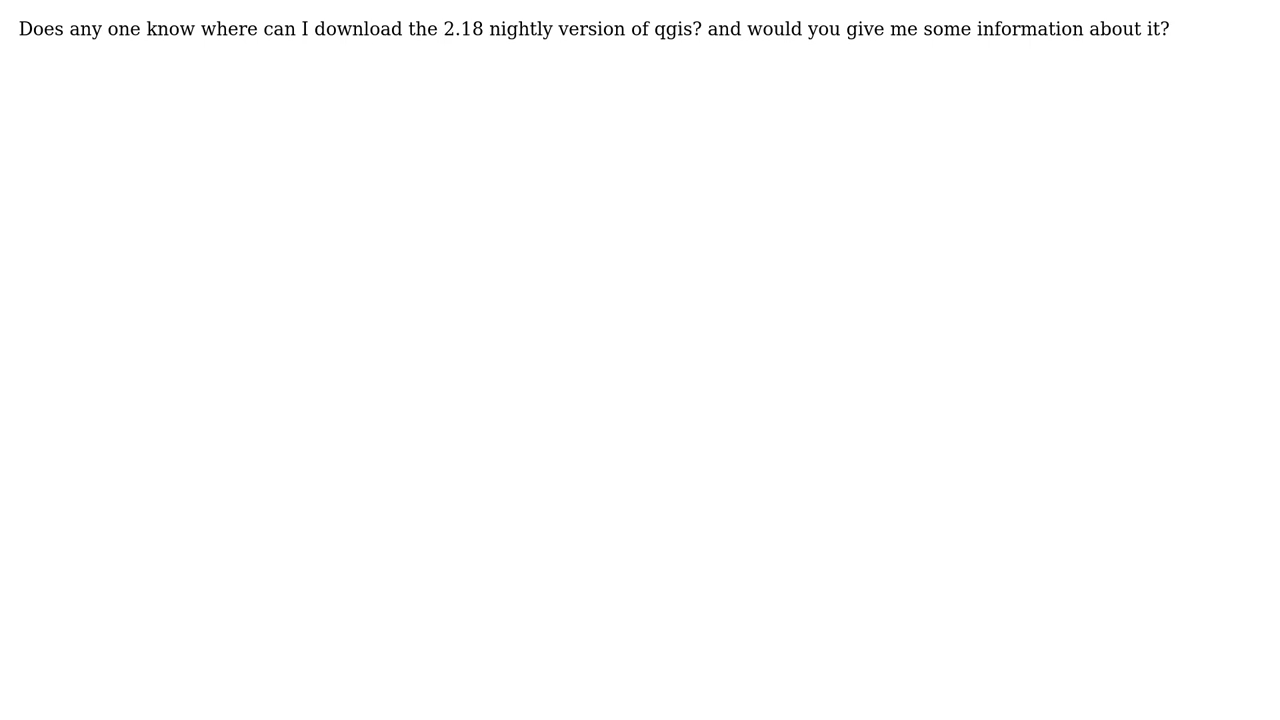 Does any one know where can I download the 2.18 nightly version of qgis? and would you give me some information about it?